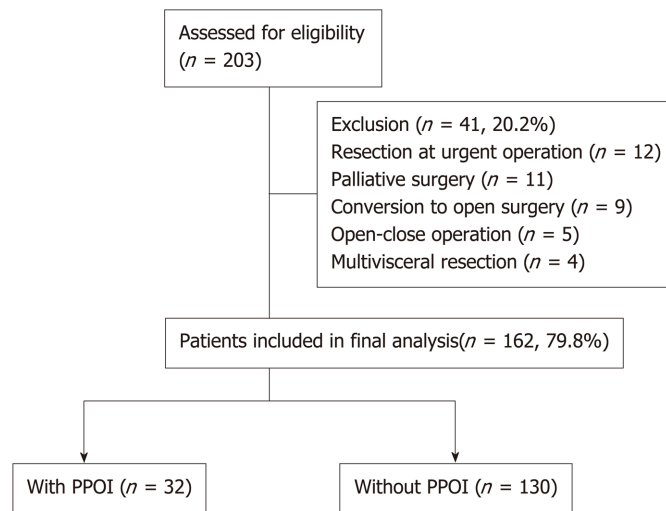 Assessed for eligibility
(n = 203)
Exclusion (n = 41, 20.2%)
Resection at urgent operation (n = 12)
Palliative surgery (n = 11)
Conversion to open surgery (n = 9)
Open-close operation (n = 5)
Multivisceral resection (n = 4)
Patients included in final analysis(n = 162, 79.8%)
With PPOI (n = 32)
Without PPOI (n = 130)